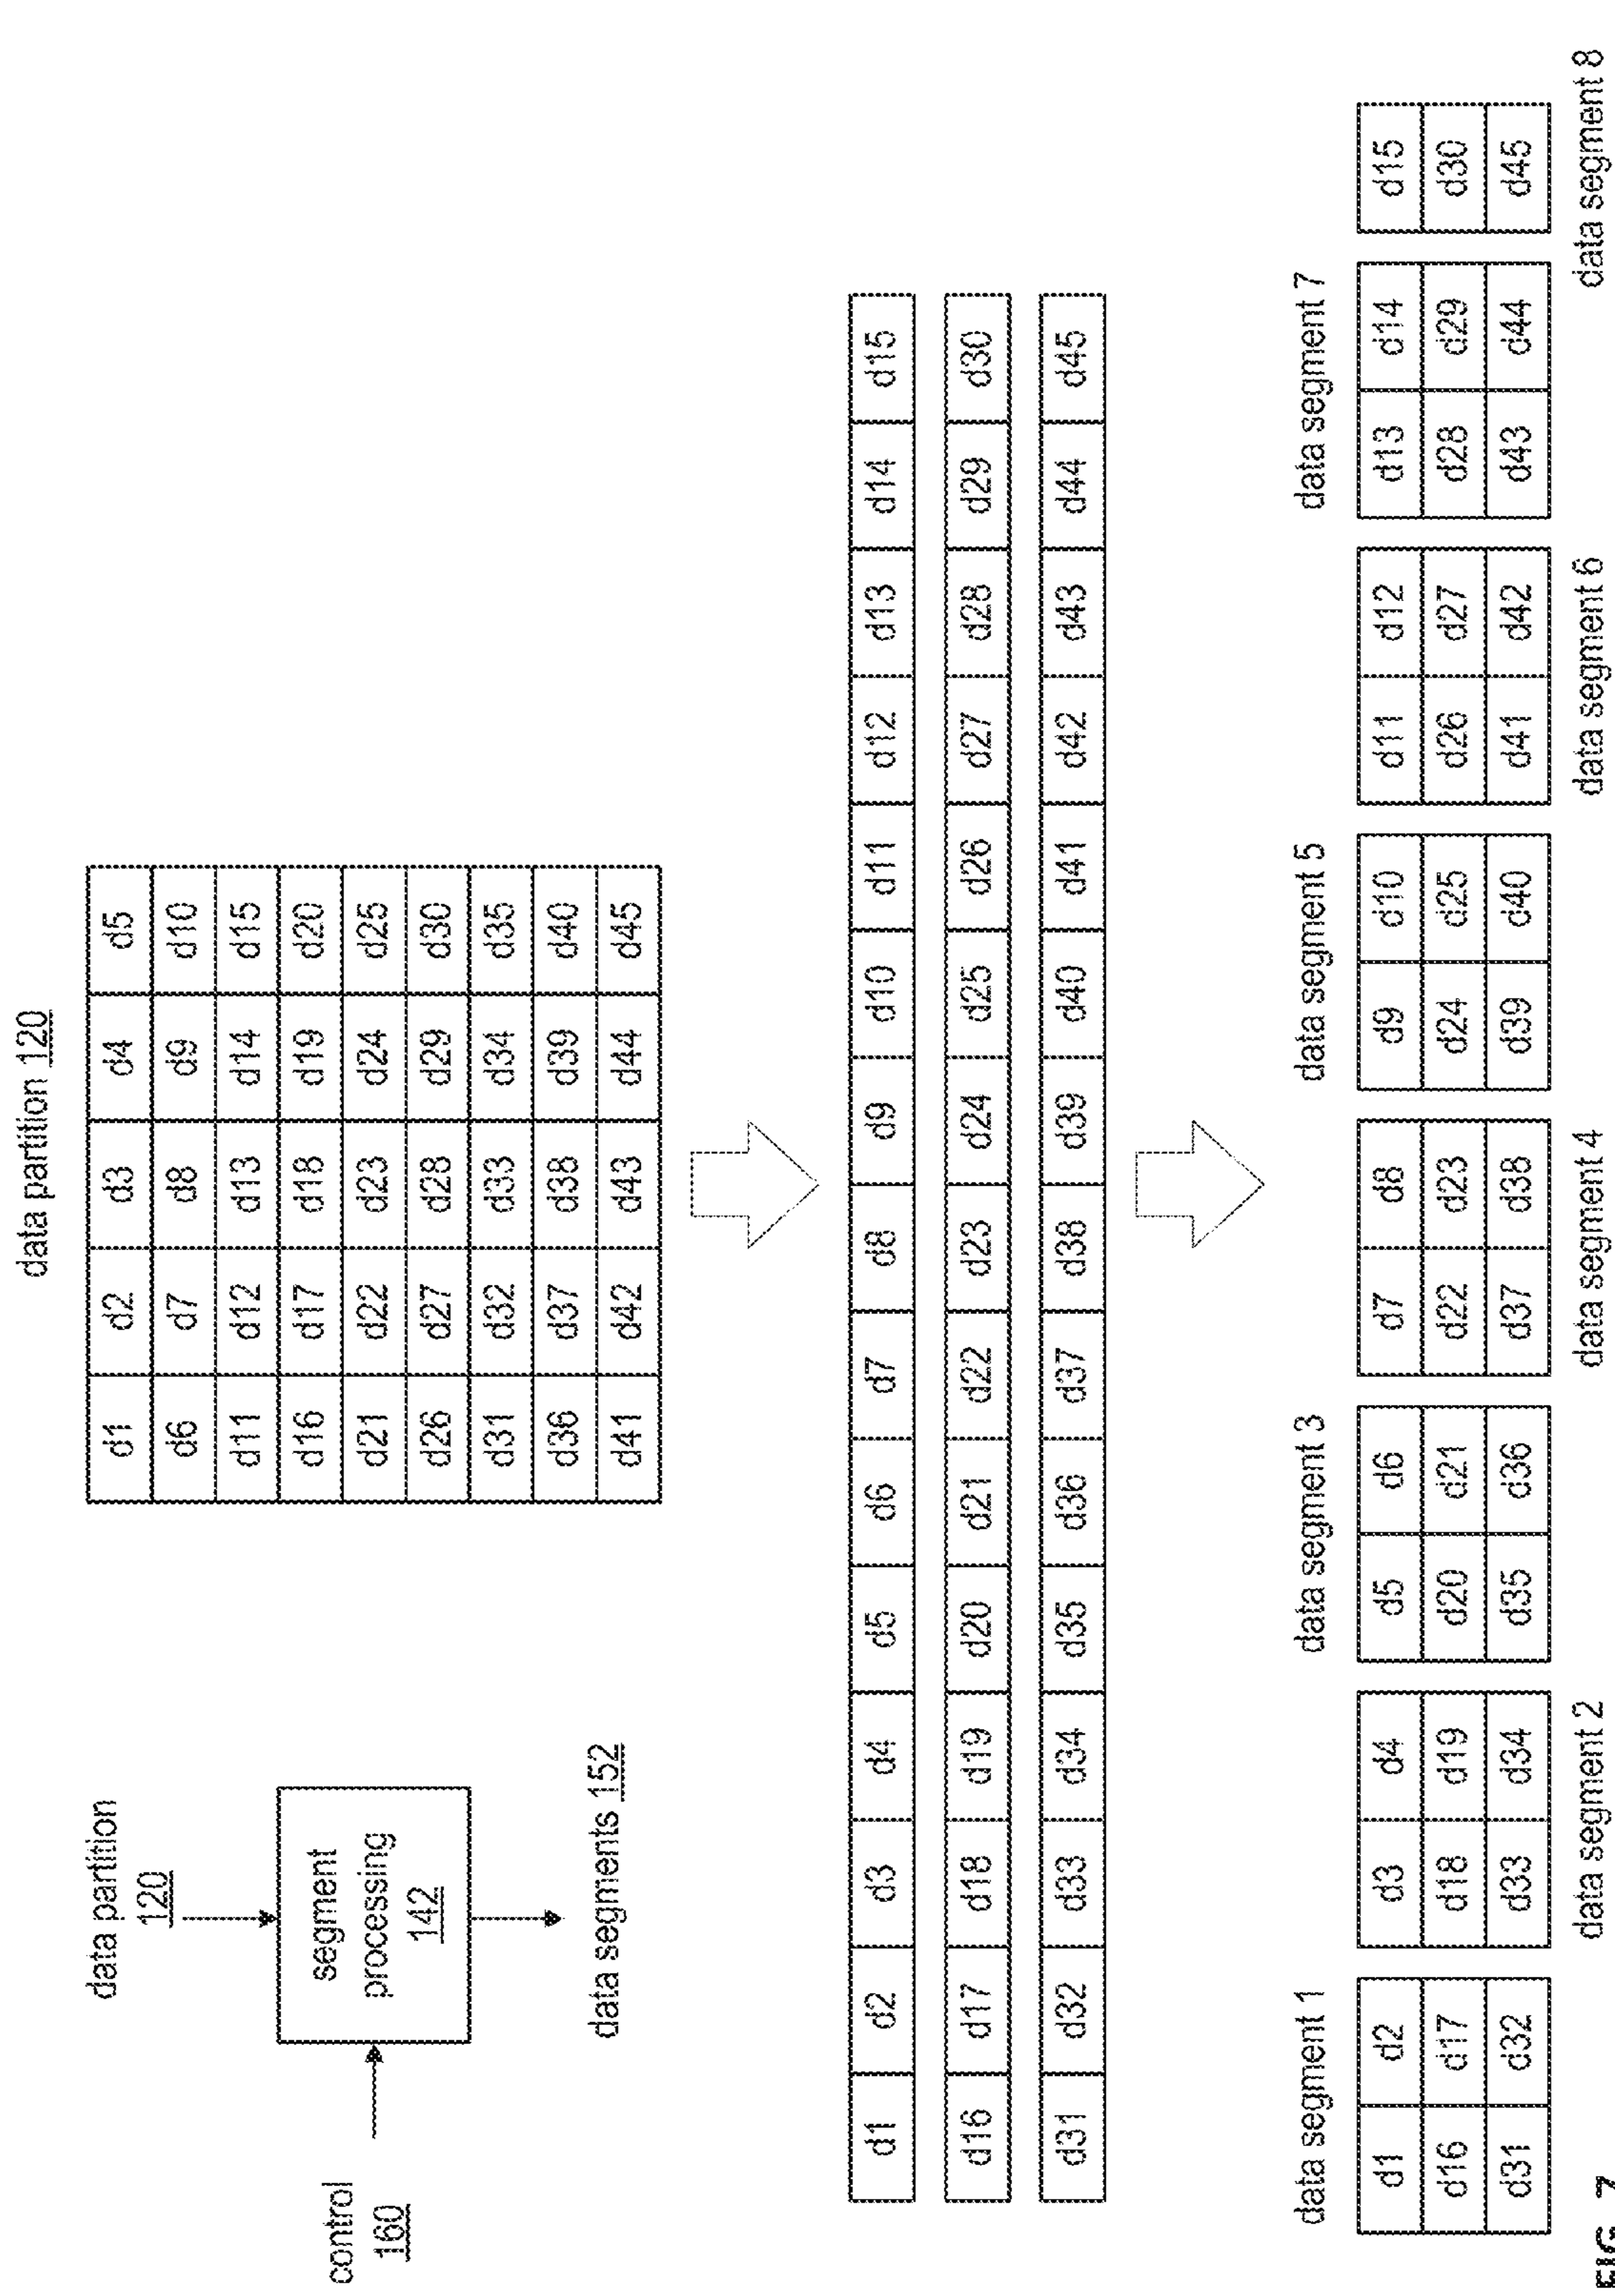 data partition
120
control
160
segment
processing
142
data segments 152
data partition 120
d1 d2 d3 d4 d5
d6 d7 d8 d9 d10
d11 d12 d13 d14 d15
d16 d17 d18 d19 d20
d21 d22 d23 d24 d25
d26 d27 d28 d29 d30
d31 d32 d33 d34 d35
d36 d37 d38 d39 d40
d41 d42 d43 d44 d45
d1 d2 d3 d4 d5 d6 d7 d8 d9 d10 d11 d12 d13 d14 d15
d16 d17 d18 d19 d20 d21 d22 d23 d24 d25 d26 d27 d28 d29 d30
d31 d32 d33 d34 d35 d36 d37 d38 d39 d40 d41 d42 d43 d44 d45
data segment 1 data segment 3 data segment 5 data segment 7
d1 d2 d3 d4 d5 d6 d7 d8 d9 d10 d11 d12 d13 d14 d15
d16 d17 d18 d19 d20 d21 d22 d23 d24 d25 d26 d27 d28 d29 d30
d31 d32 d33 d34 d35 d36 d37 d38 d39 d40 d41 d42 d43 d44 d45
data segment 2 data segment 4 data segment 6 data segment 8
FIG. 7